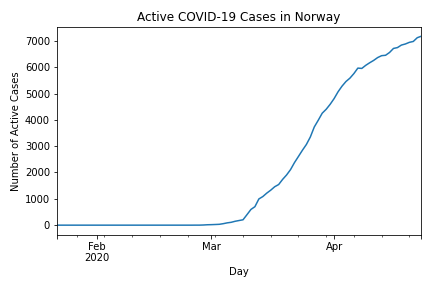 Active COVID-19 Cases in Norway
Number of Active Cases
7000
6000
5000
4000
3000
2000
1000
0
Feb
2020
Mar
Apr
Day